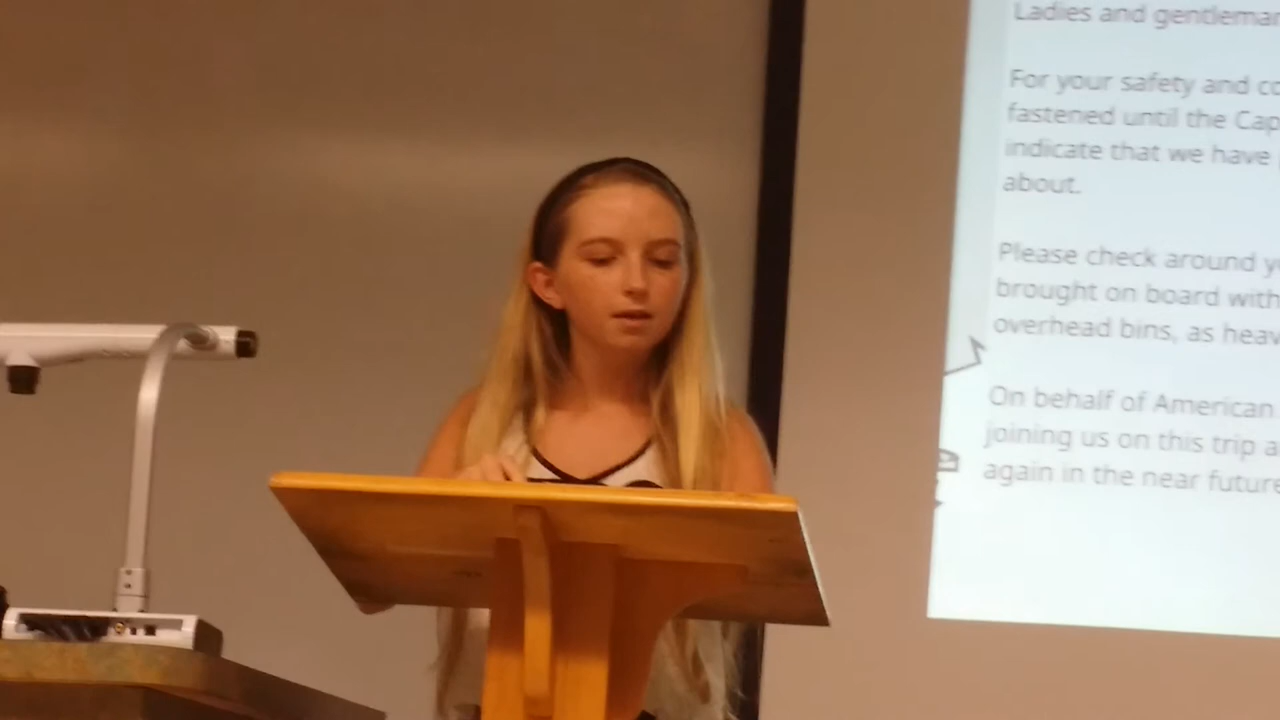 Ladies and gentleman
For your safety and co
fastened until the Cap
indicate that we have
about.
Please check around yo
brought on board with
overhead bins, as heav
On behalf of American
joining us on this trip a
again in the near future